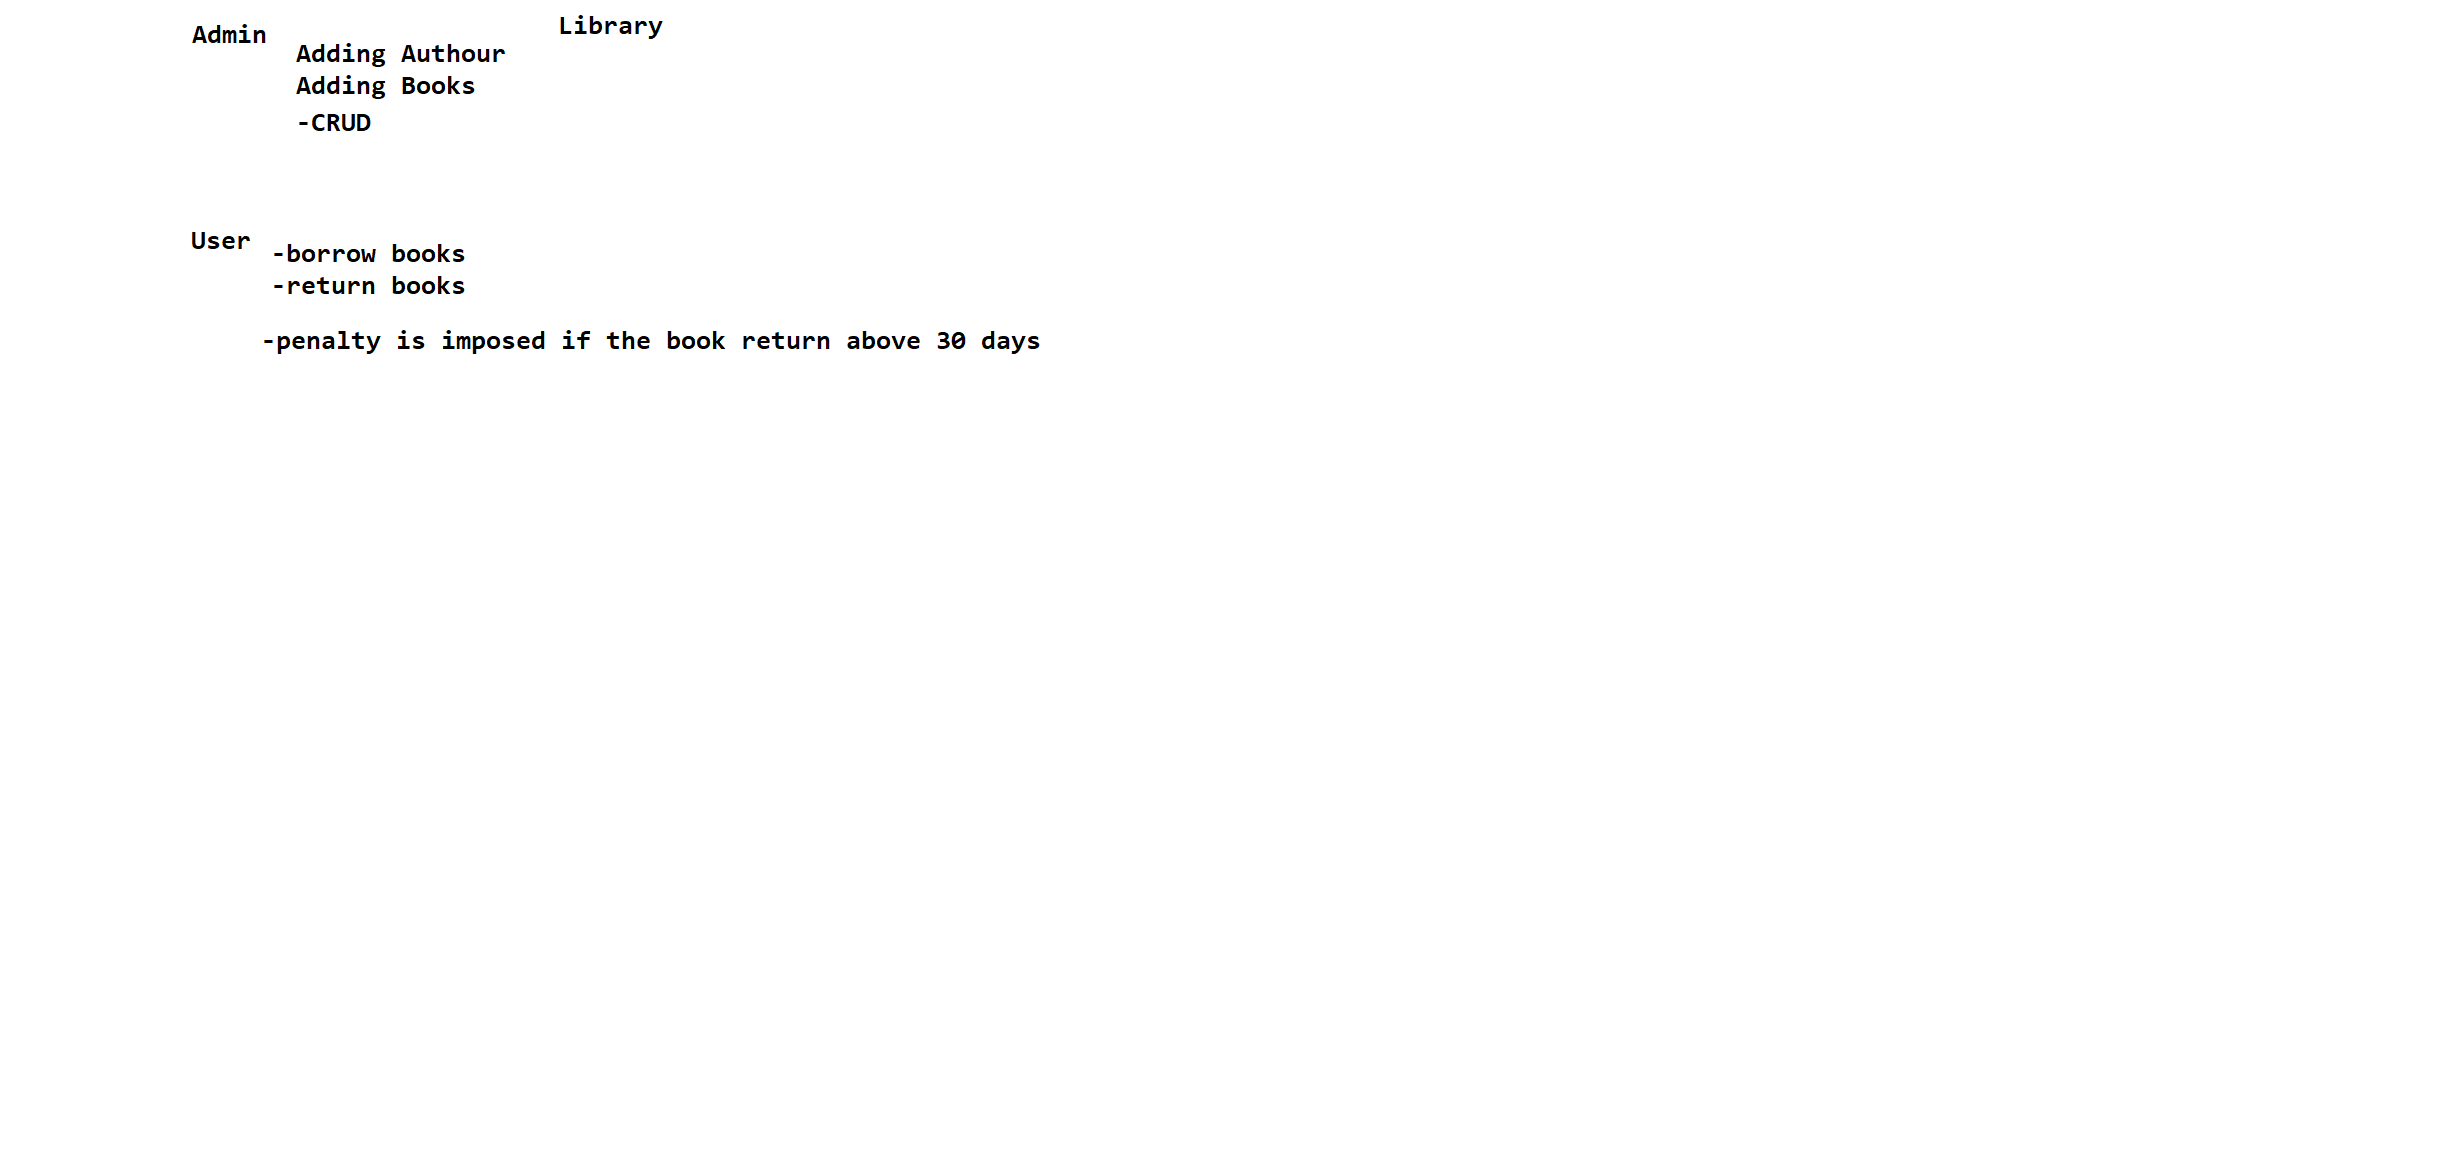 Library
Admin
Adding Authour
Adding Books
-CRUD
User
-borrow books
-return books
-penalty is imposed if the book return above 30 days